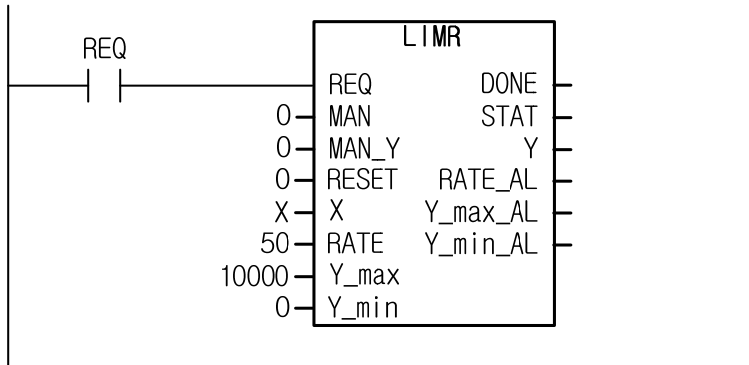 LIMR
REQ
REQ DONE
0 MAN STAT
0 MAN_Y Y
0 RESET RATE_AL
X X Y_max_AL
50 RATE Y_min_AL
10000 Y_max
0 Y_min